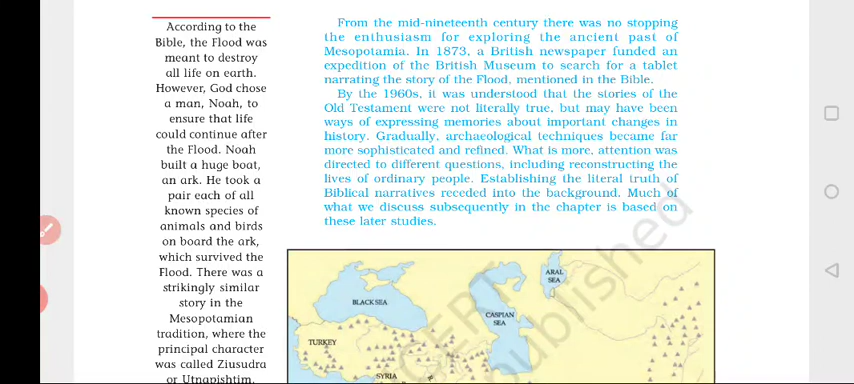 According to the
Bible, the Flood was
meant to destroy
all life on earth.
However, God chose
a man, Noah, to
ensure that life
could continue after
the Flood. Noah
built a huge boat,
an ark. He took a
pair each of all
known species of
animals and birds
on board the ark,
which survived the
Flood. There was a
strikingly similar
story in the
Mesopotamian
tradition, where the
principal character
was called Ziusudra
or Utnapishtim.
From the mid-nineteenth century there was no stopping
the enthusiasm for exploring the ancient past of
Mesopotamia. In 1873, a British newspaper funded an
expedition of the British Museum to search for a tablet
narrating the story of the Flood, mentioned in the Bible.
By the 1960s, it was understood that the stories of the
Old Testament were not literally true, but may have been
ways of expressing memories about important changes in
history. Gradually, archaeological techniques became far
more sophisticated and refined. What is more, attention was
directed to different questions, including reconstructing the
lives of ordinary people. Establishing the literal truth of
Biblical narratives receded into the background. Much of
what we discuss subsequently in the chapter is based on
these later studies.
BLACK SEA
CASPIAN
SEA
ARAL
SEA
TURKEY
SYRIA
published